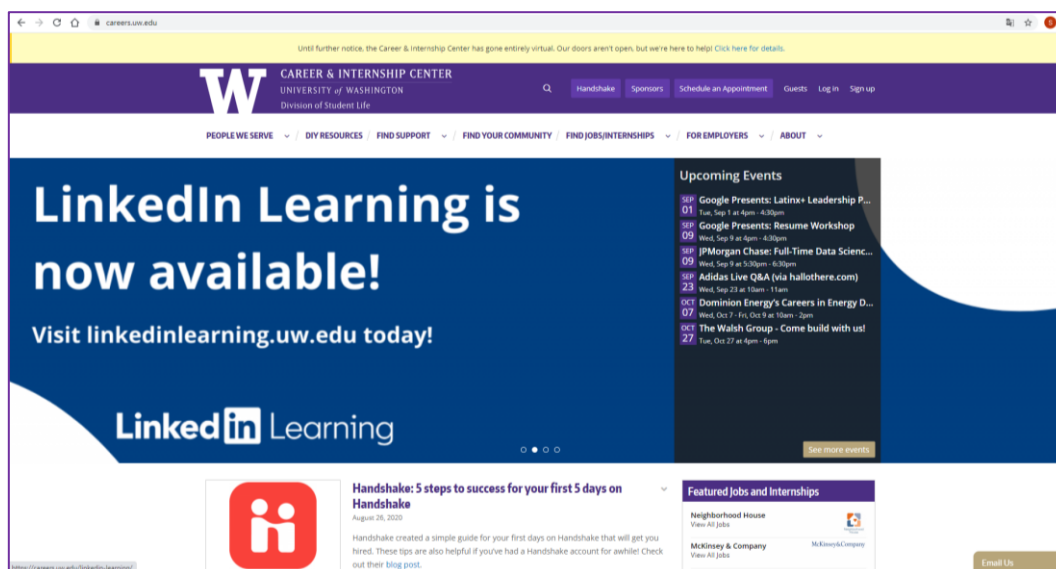 careers.uw.edu
Until further notice, the Career & Internship Center has gone entirely virtual. Our doors aren't open, but we're here to help! Click here for details.
W
CAREER & INTERNSHIP CENTER
UNIVERSITY of WASHINGTON
Division of Student Life
Handshake Sponsors Schedule an Appointment Guests Log in Sign up
PEOPLE WE SERVE / DIY RESOURCES / FIND SUPPORT / FIND YOUR COMMUNITY / FIND JOBS/INTERNSHIPS / FOR EMPLOYERS / ABOUT
LinkedIn Learning is
now available!
Visit linkedinlearning.uw.edu today!
Linked in Learning
Upcoming Events
SEP 01 Google Presents: Latinx+ Leadership P...
Tue, Sep 1 at 4pm - 4:30pm
SEP 09 Google Presents: Resume Workshop
Wed, Sep 9 at 4pm - 4:30pm
SEP 09 JPMorgan Chase: Full-Time Data Scienc...
Wed, Sep 9 at 5:30pm - 6:30pm
SEP 23 Adidas Live Q&A (via hallothere.com)
Wed, Sep 23 at 10am - 11am
OCT 07 Dominion Energy's Careers in Energy D...
Wed, Oct 7 - Fri, Oct 9 at 10am - 2pm
OCT 27 The Walsh Group - Come build with us!
Tue, Oct 27 at 4pm - 6pm
See more events
Handshake: 5 steps to success for your first 5 days on
Handshake
August 28, 2020
Handshake created a simple guide for your first days on Handshake that will get you
hired. These tips are also helpful if you've had a Handshake account for awhile! Check
out their blog post.
Featured Jobs and Internships
Neighborhood House
View All Jobs
McKinsey & Company
McKinsey&Company
View All Jobs
Email Us
https://careers.uw.edu/linkedin-learning/